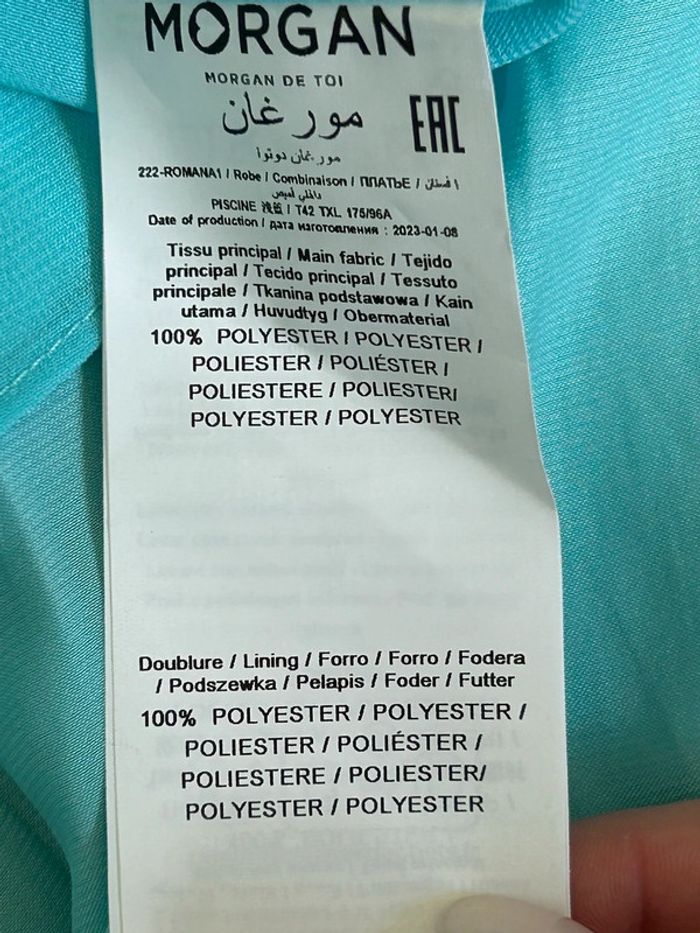 MORGAN
MORGAN DE TOI
مورغان
EAC
مورغان دو توا
222-ROMANA1 / Robe / Combinaison / ПЛАТЬЕ /
PISCINE / T42 TXL 175/96A
Date of production / дата изготовления : 2023-01-08
Tissu principal / Main fabric / Tejido
principal / Tecido principal / Tessuto
principale / Tkanina podstawowa / Kain
utama / Huvudtyg / Obermaterial
100% POLYESTER / POLYESTER /
POLIESTER / POLIÉSTER /
POLIESTERE / POLIESTER/
POLYESTER / POLYESTER
Doublure / Lining / Forro / Forro / Fodera
/ Podszewka / Pelapis / Foder / Futter
100% POLYESTER / POLYESTER /
POLIESTER / POLIÉSTER /
POLIESTERE / POLIESTER/
POLYESTER / POLYESTER